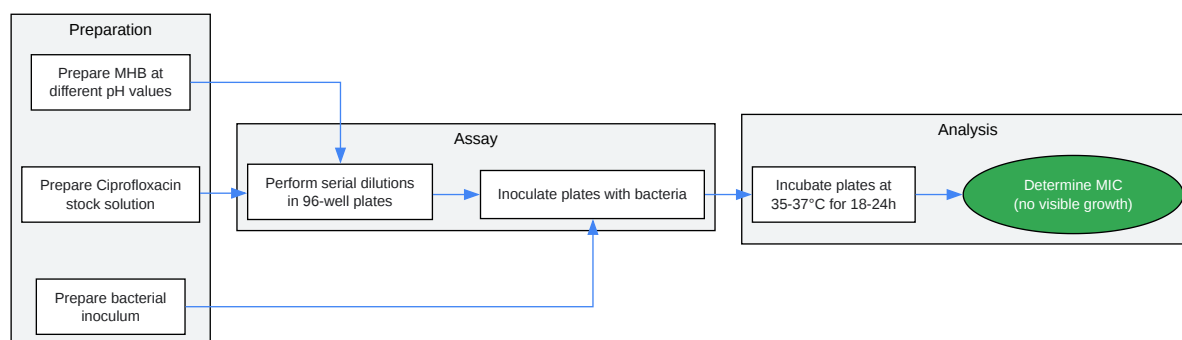 Preparation
Prepare MHB at
different pH values
Prepare Ciprofloxacin
stock solution
Prepare bacterial
inoculum
Assay
Perform serial dilutions
in 96-well plates
Inoculate plates with bacteria
Analysis
Incubate plates at
35-37°C for 18-24h
Determine MIC
(no visible growth)